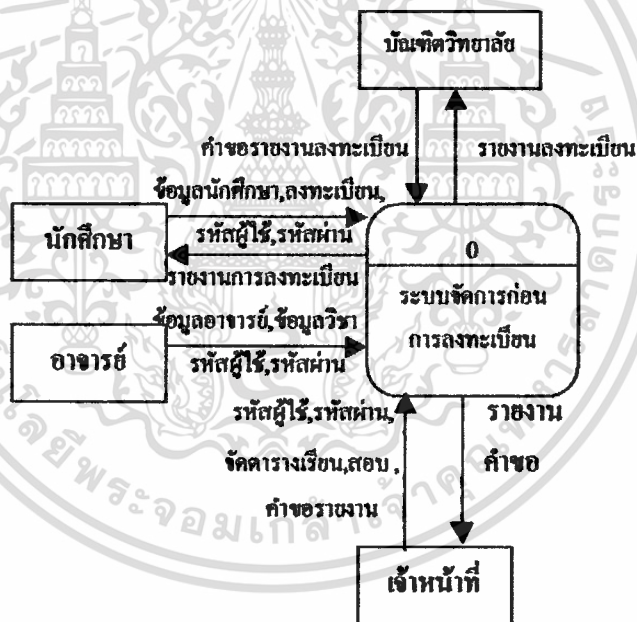 บัณฑิตวิทยาลัย
คำขอรายงานลงทะเบียน
รายงานลงทะเบียน
ข้อมูลนักศึกษา,ลงทะเบียน,
นักศึกษา
รหัสผู้ใช้,รหัสผ่าน
รายงานการลงทะเบียน
0
ระบบจัดการก่อน
การลงทะเบียน
ข้อมูลอาจารย์,ข้อมูลวิชา
อาจารย์
รหัสผู้ใช้,รหัสผ่าน
รหัสผู้ใช้,รหัสผ่าน,
จัดตารางเรียน,สอบ,
คำขอรายงาน
รายงาน
คำขอ
เจ้าหน้าที่